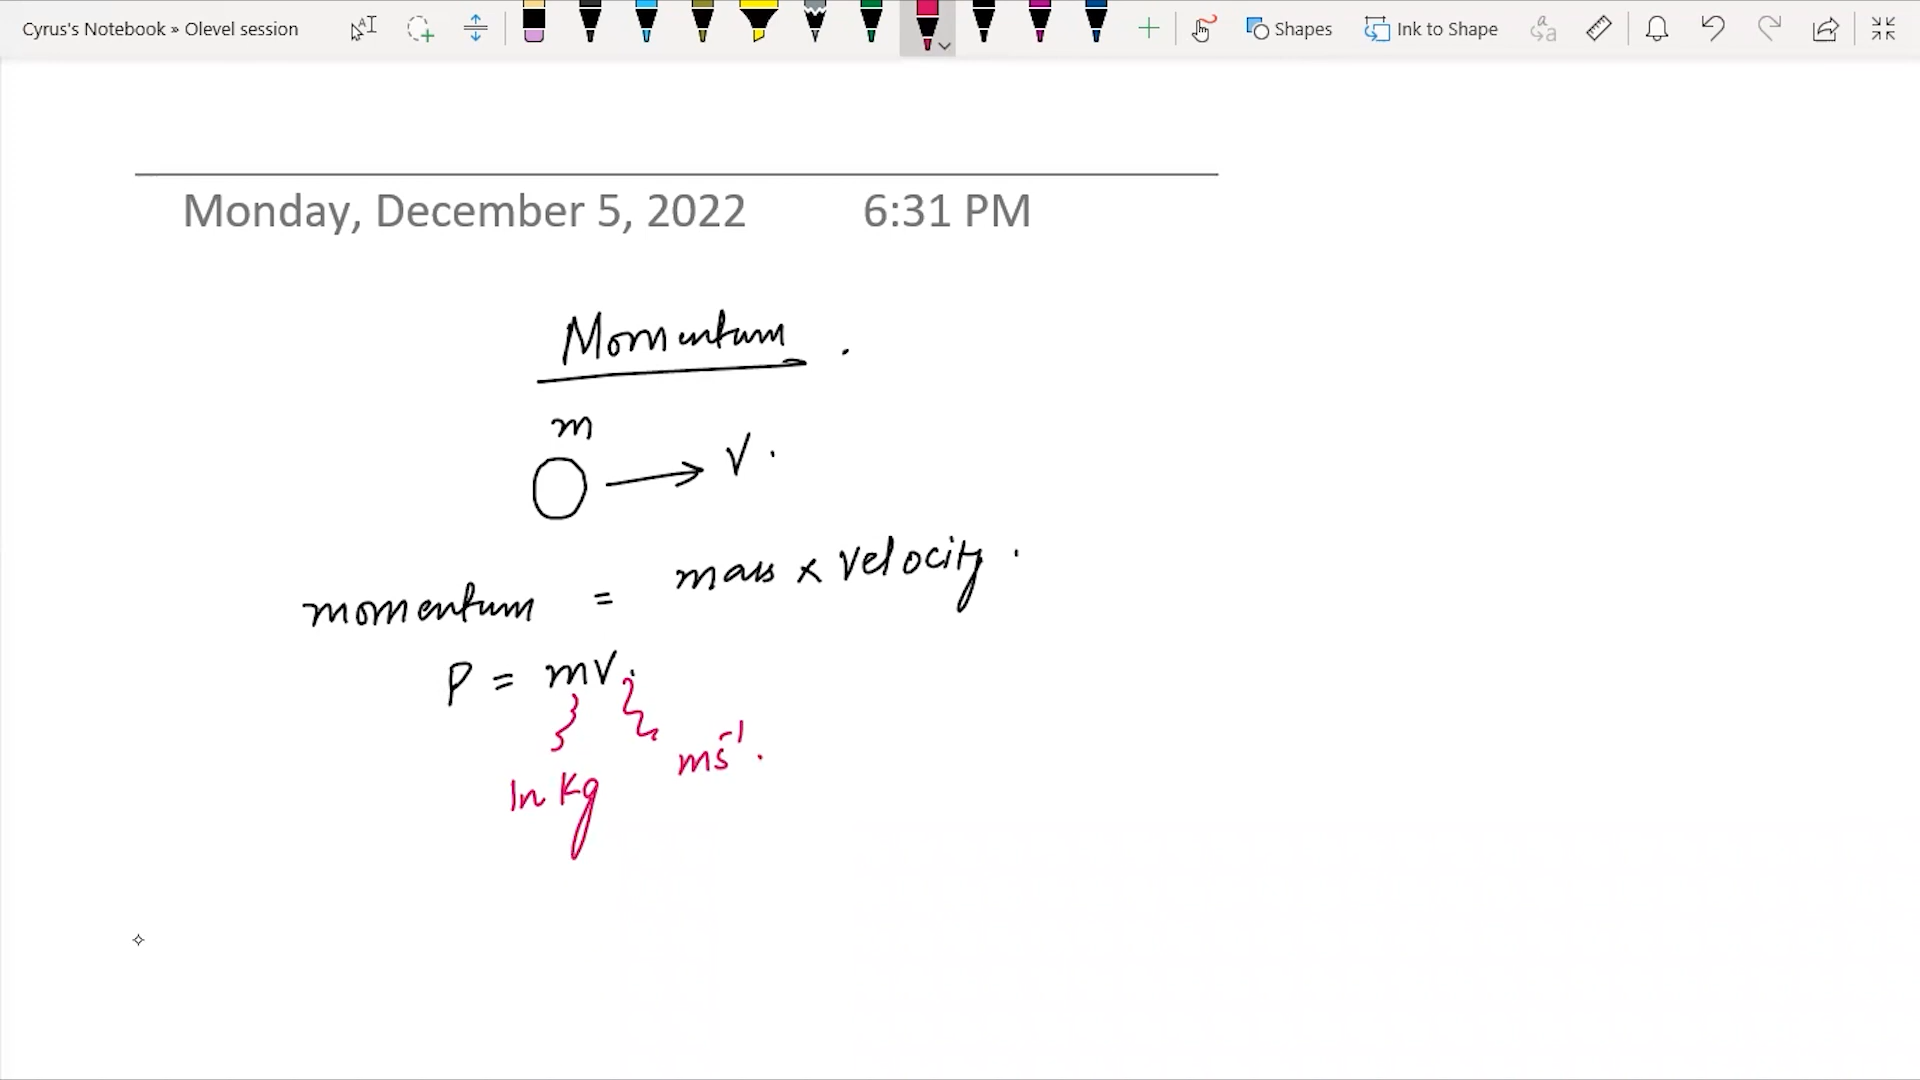 Cyrus's Notebook » Olevel session
Shapes
Ink to Shape
Monday, December 5, 2022 6:31 PM
Momentum .
m
v .
momentum = mass x velocity .
P = mv .
in kg
ms⁻¹ .